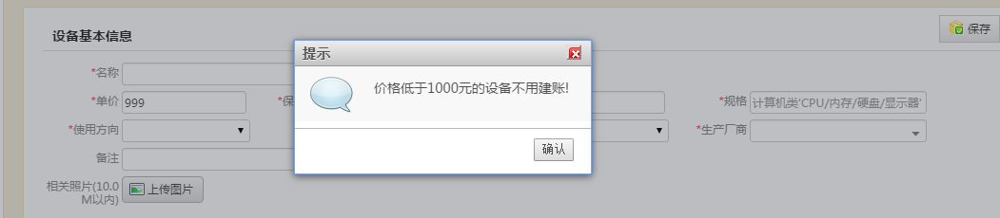 设备基本信息
保存
提示
价格低于1000元的设备不用建账!
确认
*名称
*单价 999
*保
*规格 计算机类'CPU/内存/硬盘/显示器'
*使用方向
*生产厂商
备注
相关照片(10.0
M以内)
上传图片